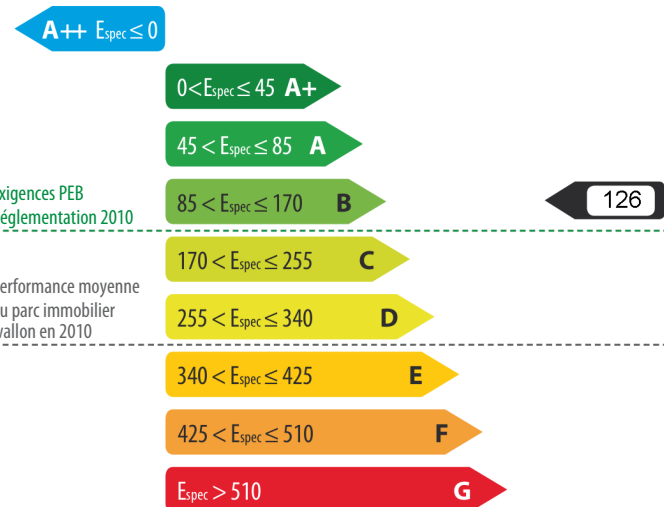 A++ Espec ≤ 0
0<Espec ≤ 45 A+
45 < Espec ≤ 85 A
xigences PEB
églementation 2010
85 < Espec ≤ 170 B
126
170 < Espec ≤ 255 C
erformance moyenne
u parc immobilier
vallon en 2010
255 < Espec ≤ 340 D
340 < Espec ≤ 425 E
425 < Espec ≤ 510 F
Espec > 510 G